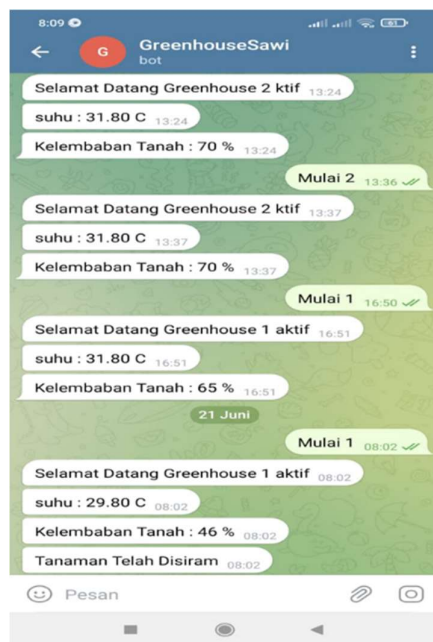 8:09
61
G
GreenhouseSawi
bot
Selamat Datang Greenhouse 2 ktif 13:24
suhu : 31.80 C 13:24
Kelembaban Tanah : 70 % 13:24
Mulai 2 13:36
Selamat Datang Greenhouse 2 ktif 13:37
suhu : 31.80 C 13:37
Kelembaban Tanah : 70 % 13:37
Mulai 1 16:50
Selamat Datang Greenhouse 1 aktif 16:51
suhu : 31.80 C 16:51
Kelembaban Tanah : 65 % 16:51
21 Juni
Mulai 1 08:02
Selamat Datang Greenhouse 1 aktif 08:02
suhu : 29.80 C 08:02
Kelembaban Tanah : 46 % 08:02
Tanaman Telah Disiram 08:02
Pesan